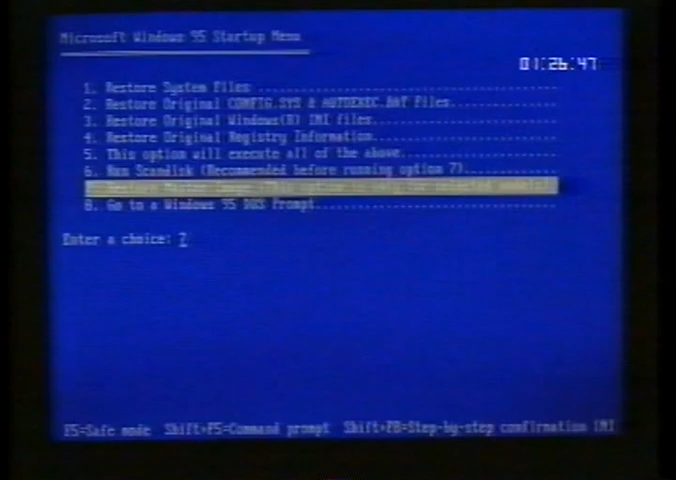 Microsoft Windows 95 Startup Menu
01:26:47
1. Restore System Files
2. Restore Original CONFIG.SYS & AUTOEXEC.BAT Files
3. Restore Original Windows(R) INI files
4. Restore Original Registry Information
5. This option will execute all of the above
6. Run Scandisk (Recommended before running option 7)
8. Go to a Windows 95 DOS Prompt
Enter a choice: 7
F5=Safe mode Shift+F5=Command prompt Shift+F8=Step-by-step confirmation [N]